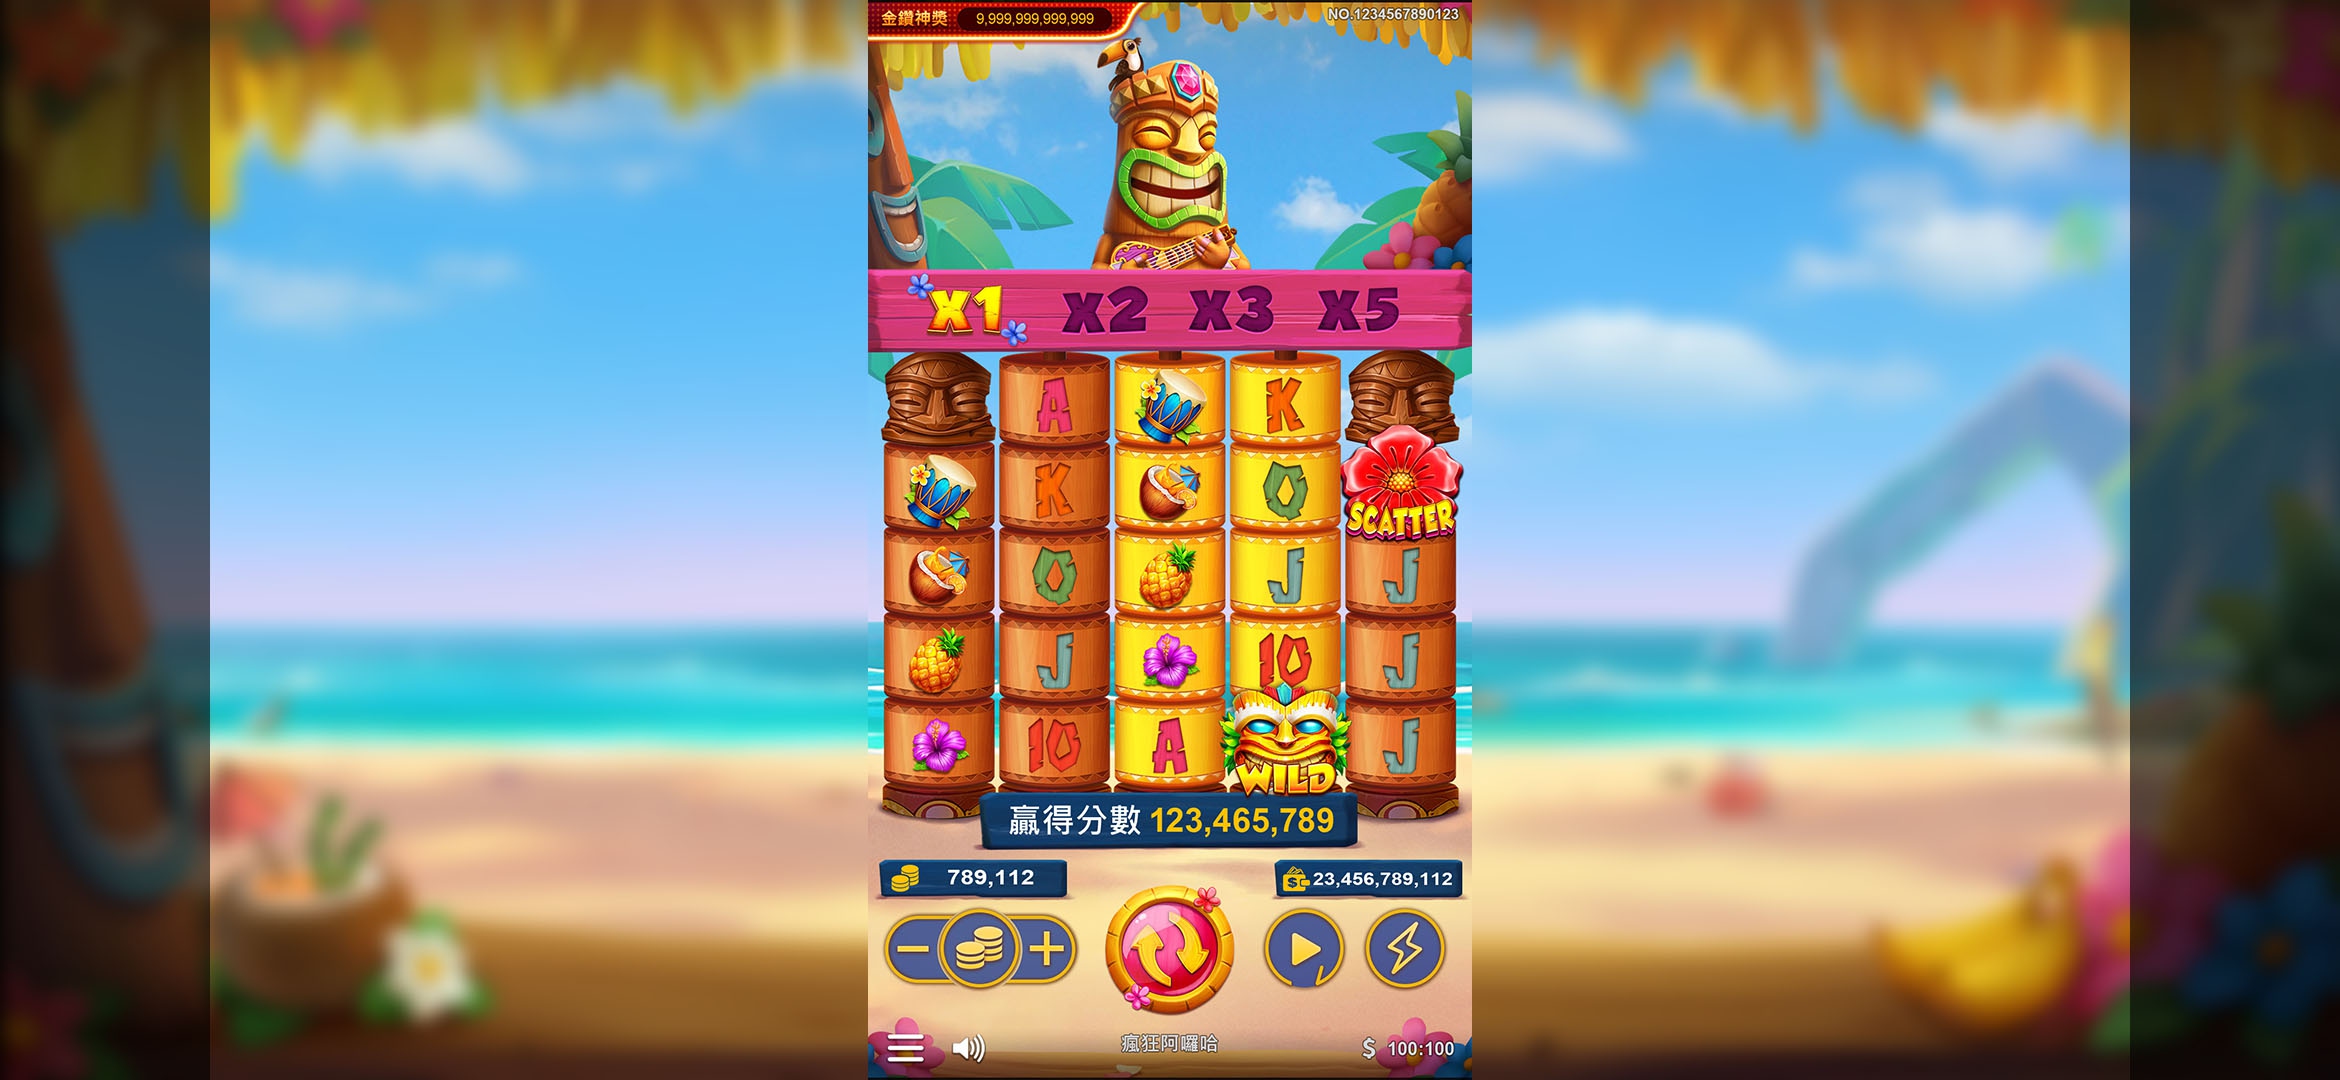 金鑽神獎 9,999,999,999,999
NO.1234567890123
X1 X2 X3 X5
A K
K Q SCATTER
Q J J
J 10 J
10 A WILD J
贏得分數 123,465,789
789,112 23,456,789,112
瘋狂阿囉哈
$ 100:100